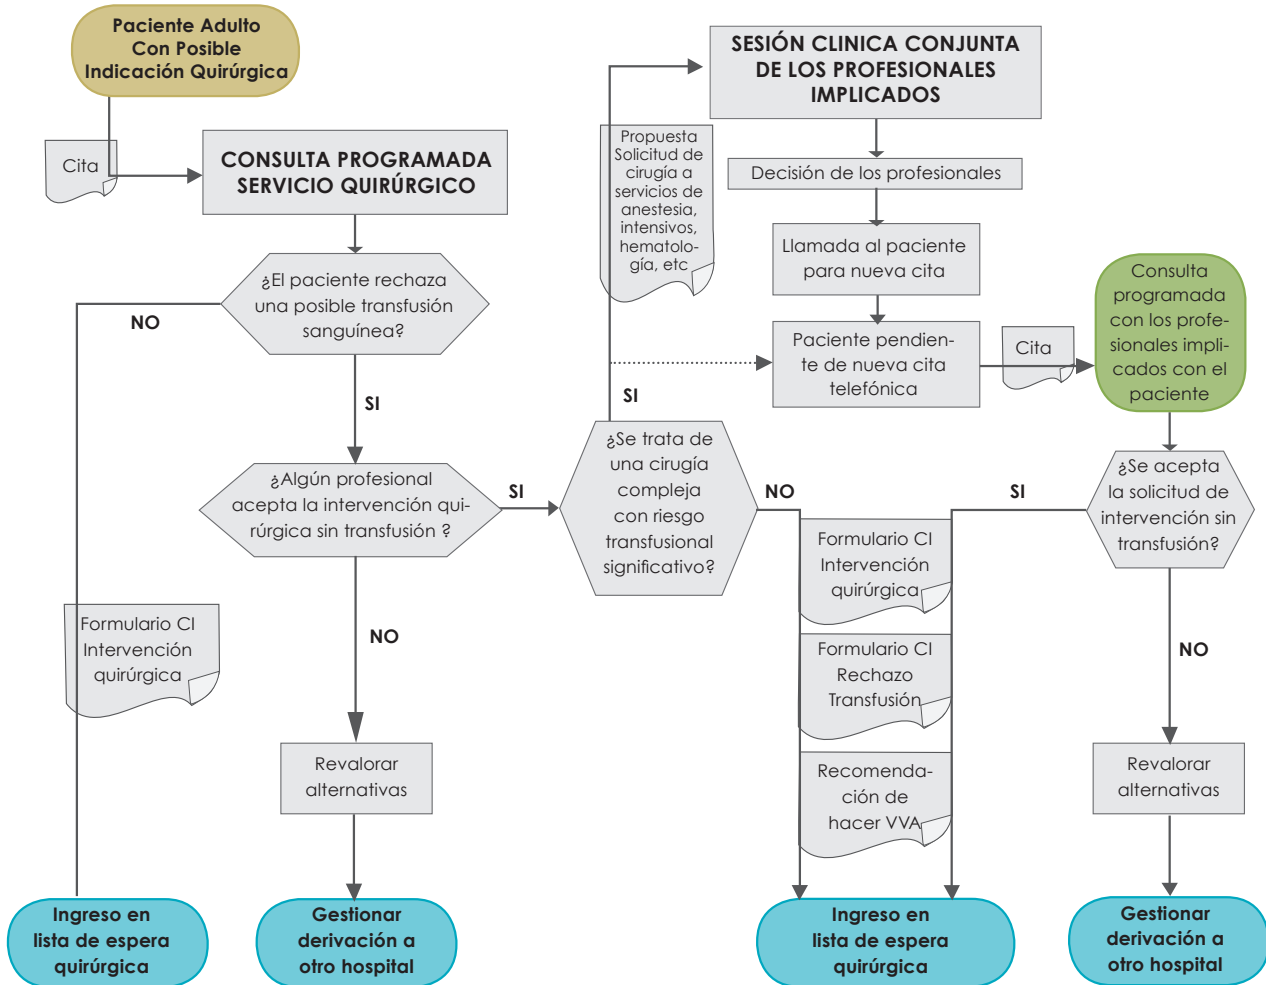 Paciente Adulto
Con Posible
Indicación Quirúrgica
Cita
CONSULTA PROGRAMADA
SERVICIO QUIRÚRGICO
¿El paciente rechaza
una posible transfusión
sanguínea?
NO
SI
¿Algún profesional
acepta la intervención qui-
rúrgica sin transfusión ?
SI
NO
Formulario CI
Intervención
quirúrgica
Revalorar
alternativas
Ingreso en
lista de espera
quirúrgica
Gestionar
derivación a
otro hospital
¿Se trata de
una cirugía
compleja
con riesgo
transfusional
significativo?
SI
NO
Propuesta
Solicitud de
cirugía a
servicios de
anestesia,
intensivos,
hematolo-
gía, etc
SESIÓN CLINICA CONJUNTA
DE LOS PROFESIONALES
IMPLICADOS
Decisión de los profesionales
Llamada al paciente
para nueva cita
Paciente pendien-
te de nueva cita
telefónica
Cita
Consulta
programada
con los profe-
sionales impli-
cados con el
paciente
¿Se acepta
la solicitud de
intervención sin
transfusión?
SI
NO
Formulario CI
Intervención
quirúrgica
Formulario CI
Rechazo
Transfusión
Recomenda-
ción de
hacer VVA
Ingreso en
lista de espera
quirúrgica
Revalorar
alternativas
Gestionar
derivación a
otro hospital